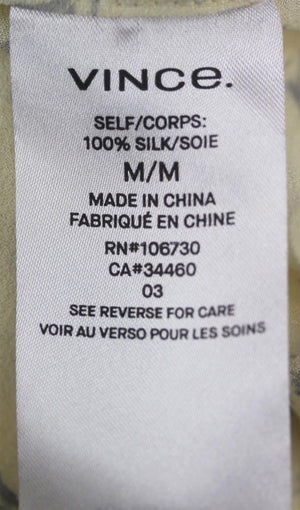 VINCe.
SELF/CORPS:
100% SILK/SOIE
M/M
MADE IN CHINA
FABRIQUÉ EN CHINE
RN#106730
CA#34460
03
SEE REVERSE FOR CARE
VOIR AU VERSO POUR LES SOINS